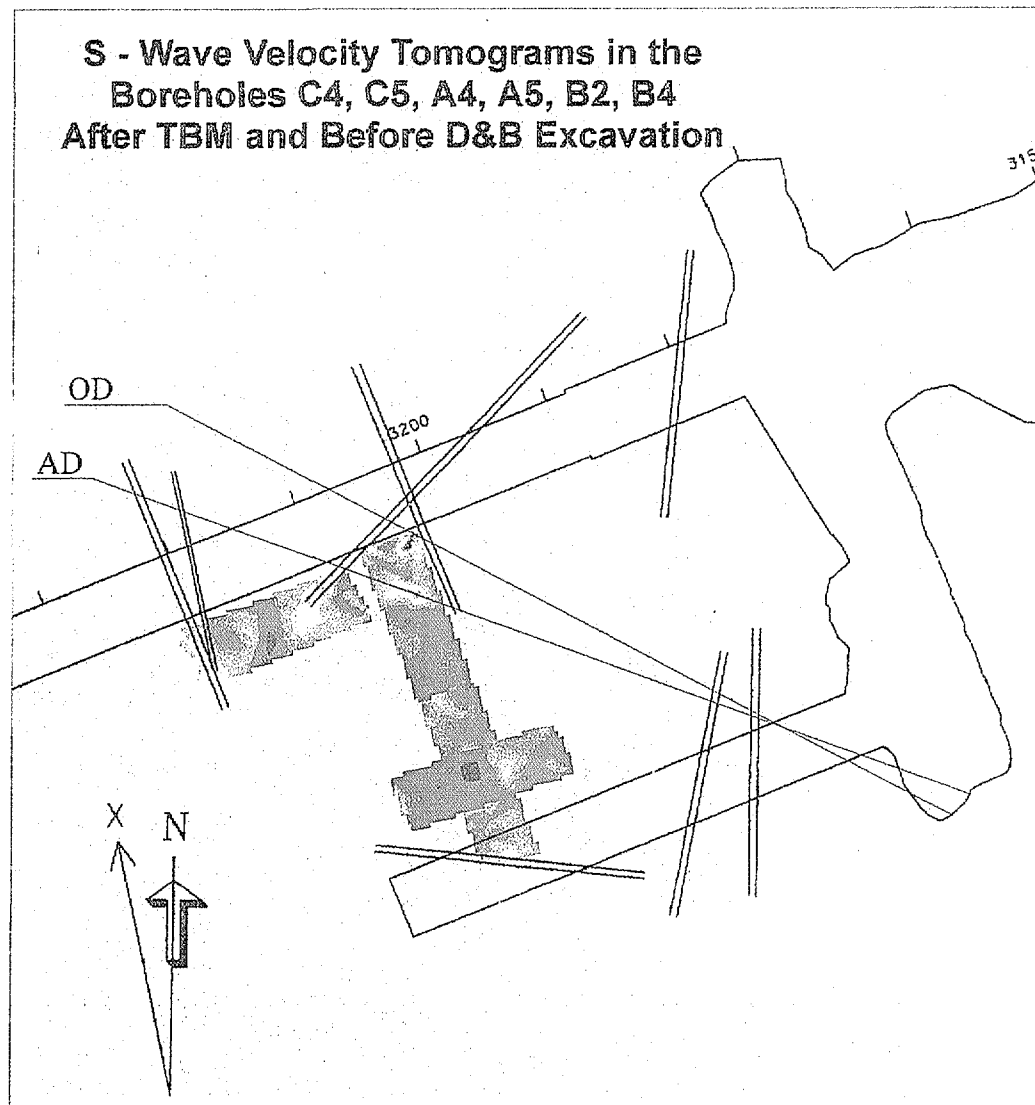 S - Wave Velocity Tomograms in the
Boreholes C4, C5, A4, A5, B2, B4
After TBM and Before D&B Excavation
315
OD
3200
AD
X
N